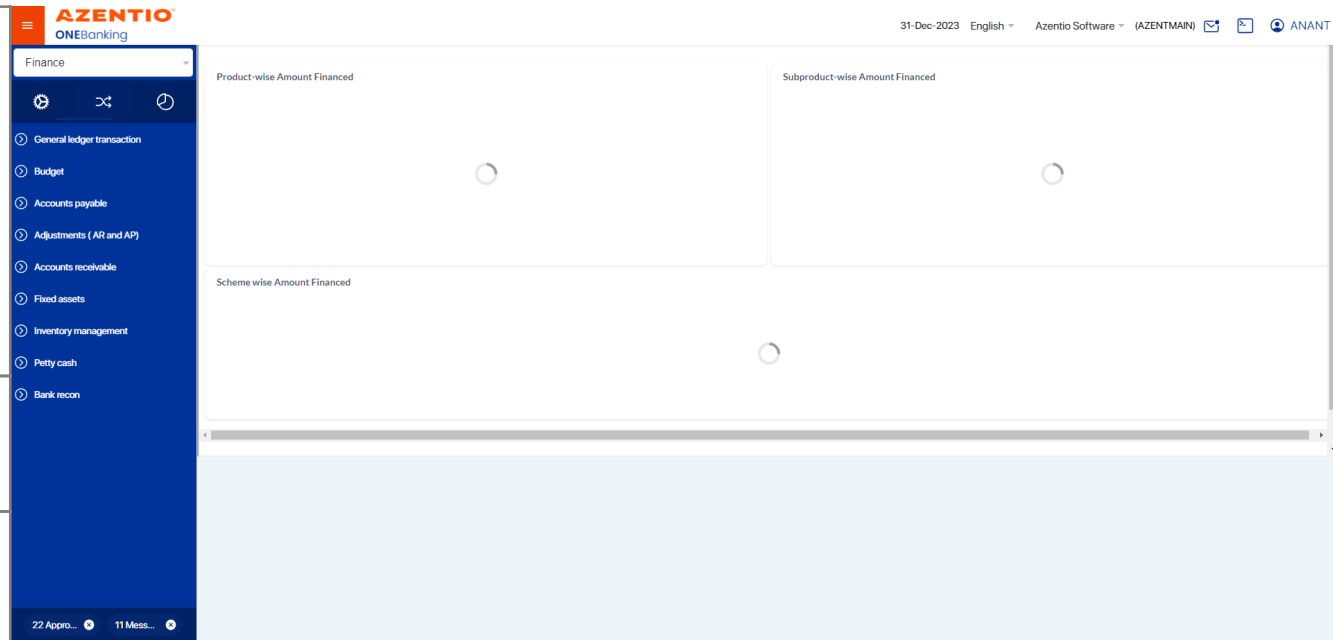 AZENTIO
ONEBanking
31-Dec-2023 English Azentio Software (AZENTMAIN) ANANT
Finance
General ledger transaction
Budget
Accounts payable
Adjustments ( AR and AP)
Accounts receivable
Fixed assets
Inventory management
Petty cash
Bank recon
22 Appro... 11 Mess...
Product-wise Amount Financed
Subproduct-wise Amount Financed
Scheme wise Amount Financed